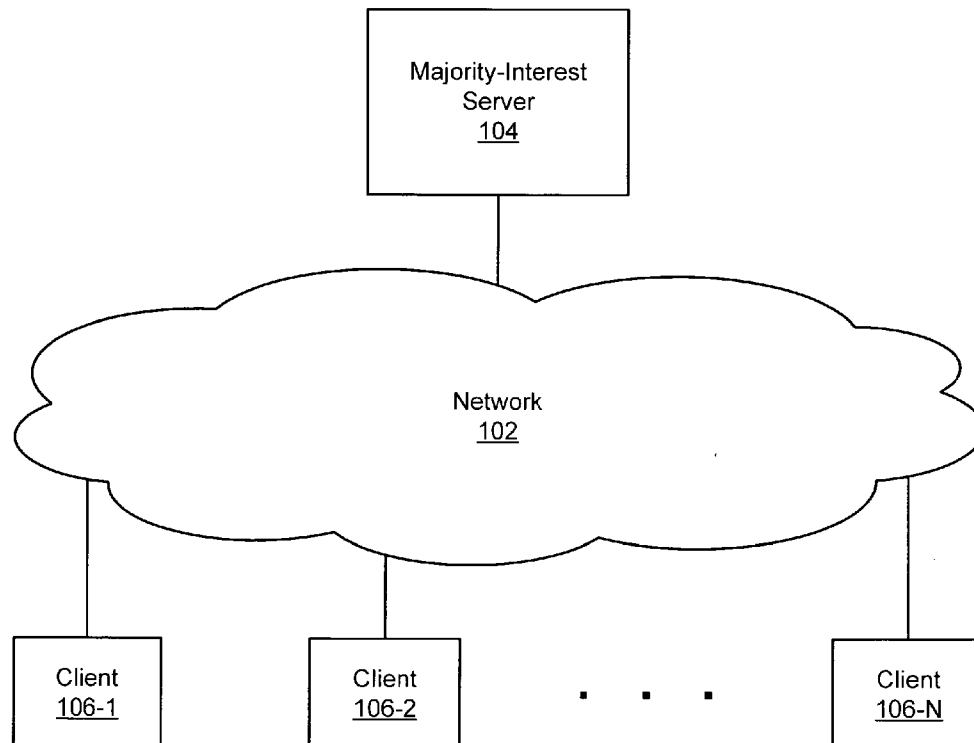 Majority-Interest
Server
104
Network
102
Client
106-1
Client
106-2
. . .
Client
106-N